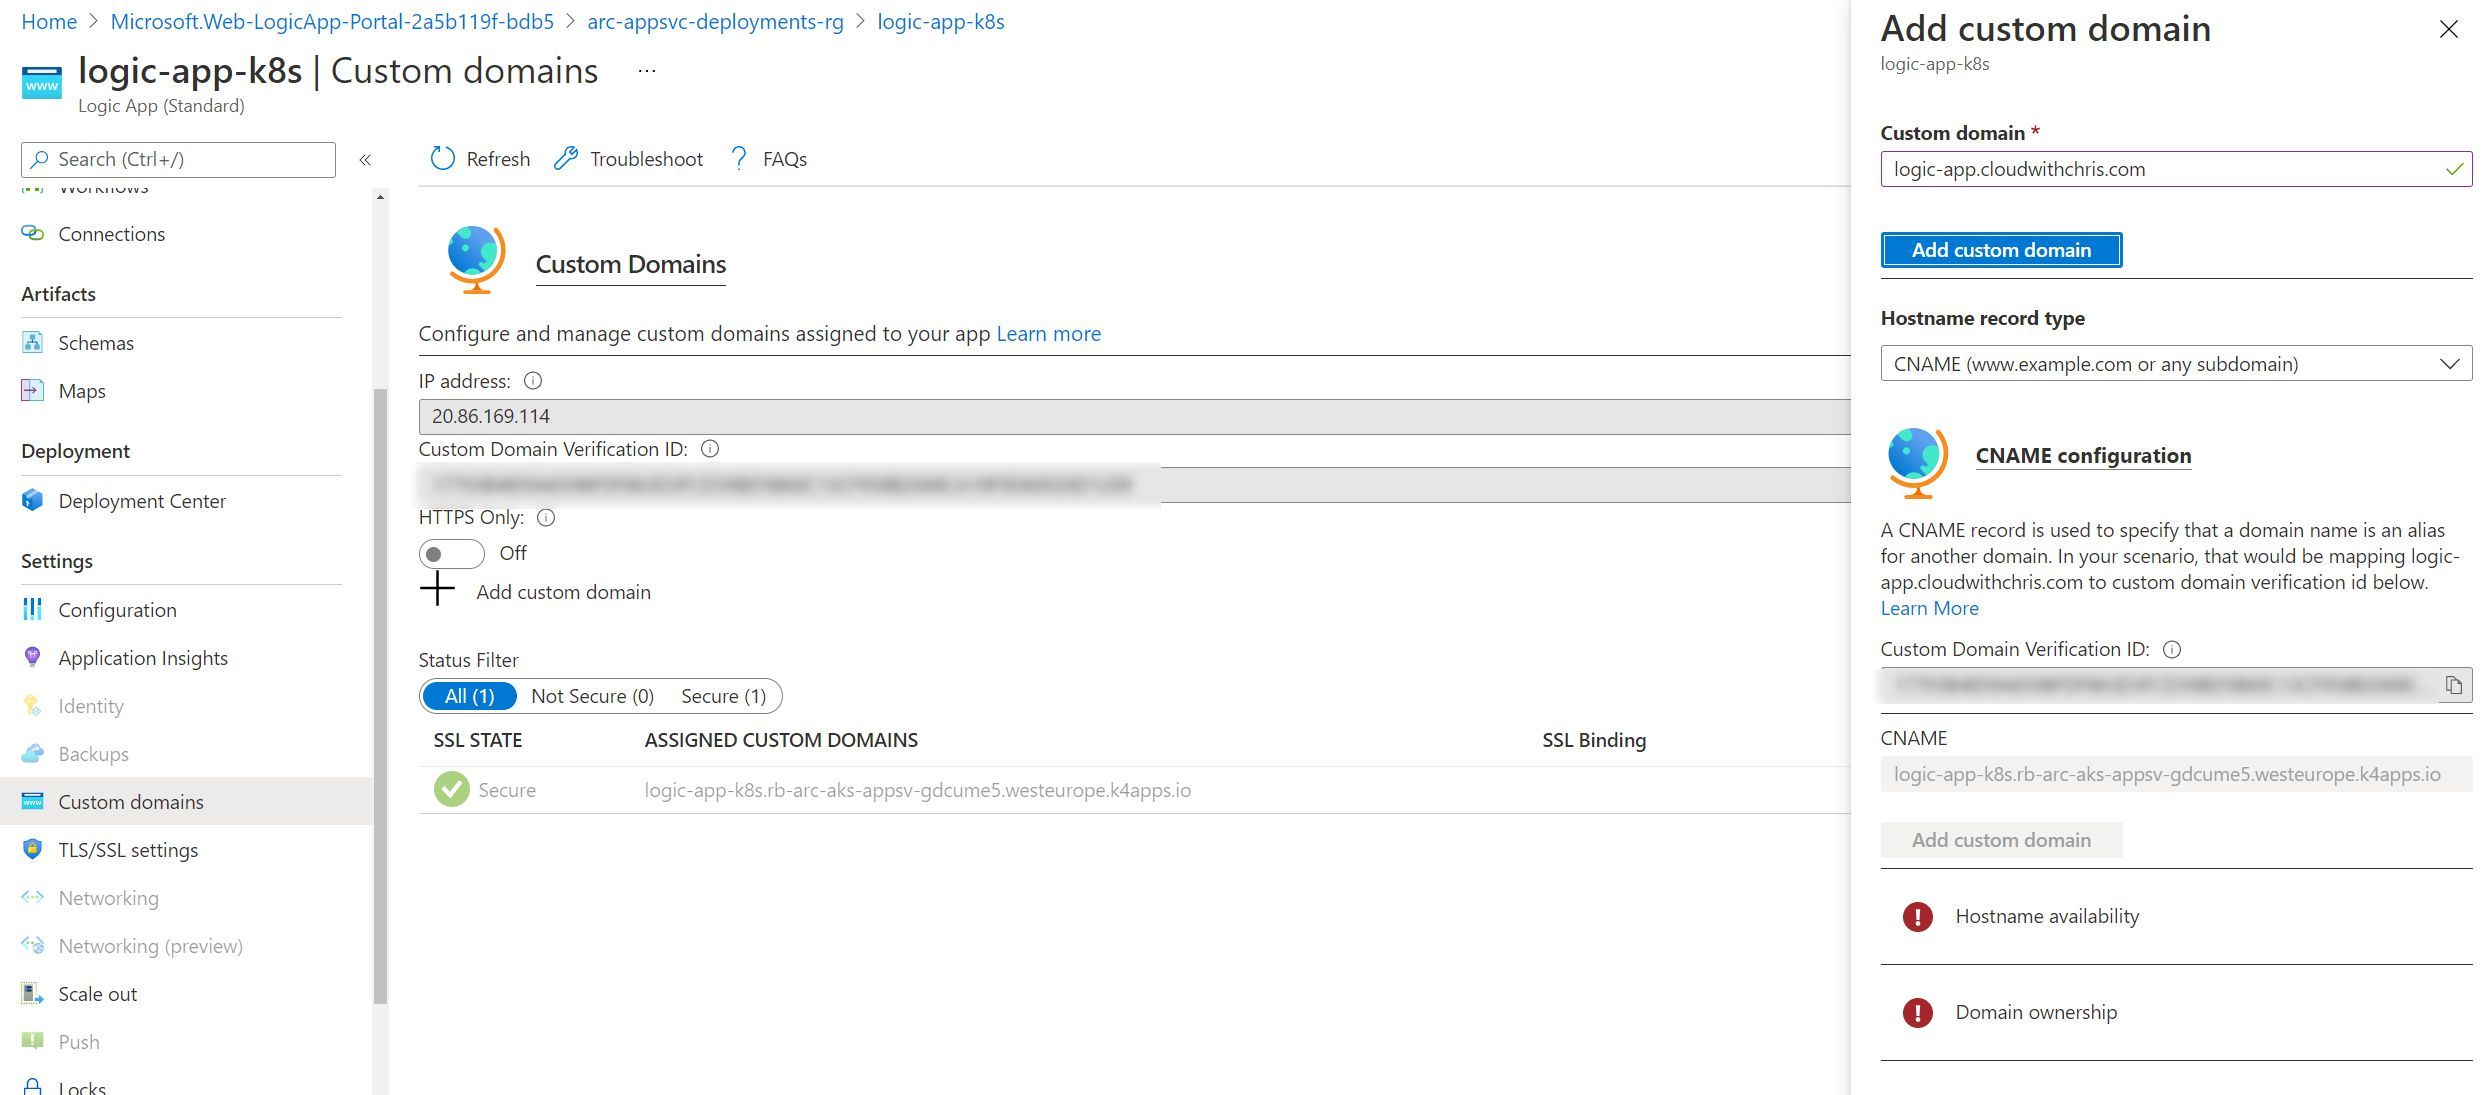 Home > Microsoft.Web-LogicApp-Portal-2a5b119f-bdb5 > arc-appsvc-deployments-rg > logic-app-k8s
logic-app-k8s | Custom domains ...
Logic App (Standard)
Search (Ctrl+/)
«
Workflows
Connections
Artifacts
Schemas
Maps
Deployment
Deployment Center
Settings
Configuration
Application Insights
Identity
Backups
Custom domains
TLS/SSL settings
Networking
Networking (preview)
Scale out
Push
Locks
Refresh
Troubleshoot
? FAQs
Custom Domains
Configure and manage custom domains assigned to your app Learn more
IP address:
20.86.169.114
Custom Domain Verification ID:
HTTPS Only:
Off
Add custom domain
Status Filter
All (1) Not Secure (0) Secure (1)
SSL STATE ASSIGNED CUSTOM DOMAINS SSL Binding
Secure logic-app-k8s.rb-arc-aks-appsv-gdcume5.westeurope.k4apps.io
Add custom domain
logic-app-k8s
Custom domain *
logic-app.cloudwithchris.com
Add custom domain
Hostname record type
CNAME (www.example.com or any subdomain)
CNAME configuration
A CNAME record is used to specify that a domain name is an alias
for another domain. In your scenario, that would be mapping logic-
app.cloudwithchris.com to custom domain verification id below.
Learn More
Custom Domain Verification ID:
CNAME
logic-app-k8s.rb-arc-aks-appsv-gdcume5.westeurope.k4apps.io
Add custom domain
Hostname availability
Domain ownership